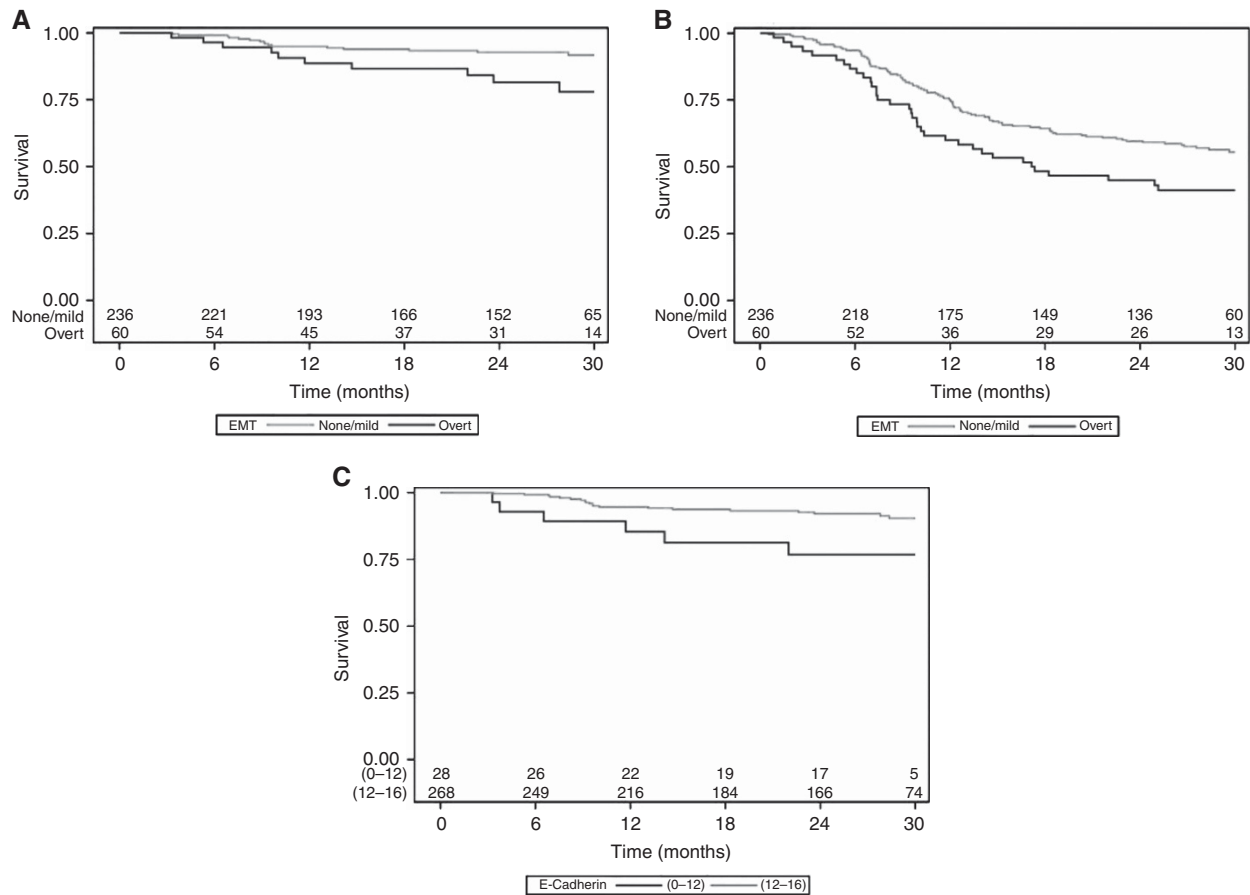 A
Survival
1.00
0.75
0.50
0.25
0.00
None/mild 236 221 193 166 152 65
Overt 60 54 45 37 31 14
0 6 12 18 24 30
Time (months)
EMT None/mild Overt
B
Survival
1.00
0.75
0.50
0.25
0.00
None/mild 236 218 175 149 136 60
Overt 60 52 36 29 26 13
0 6 12 18 24 30
Time (months)
EMT None/mild Overt
C
Survival
1.00
0.75
0.50
0.25
0.00
(0–12) 28 26 22 19 17 5
(12–16) 268 249 216 184 166 74
0 6 12 18 24 30
Time (months)
E-Cadherin (0–12) (12–16)